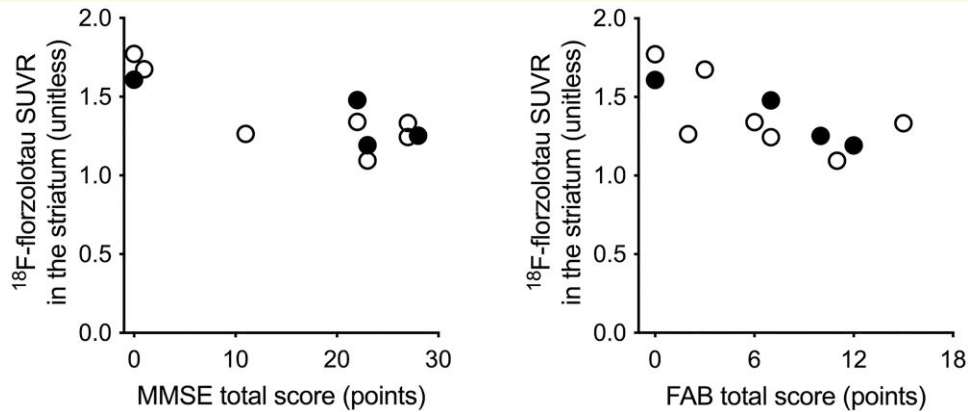 ¹⁸F-florzolotau SUVR
in the striatum (unitless)
2.0
1.5
1.0
0.5
0.0
0 10 20 30
MMSE total score (points)
¹⁸F-florzolotau SUVR
in the striatum (unitless)
2.0
1.5
1.0
0.5
0.0
0 6 12 18
FAB total score (points)